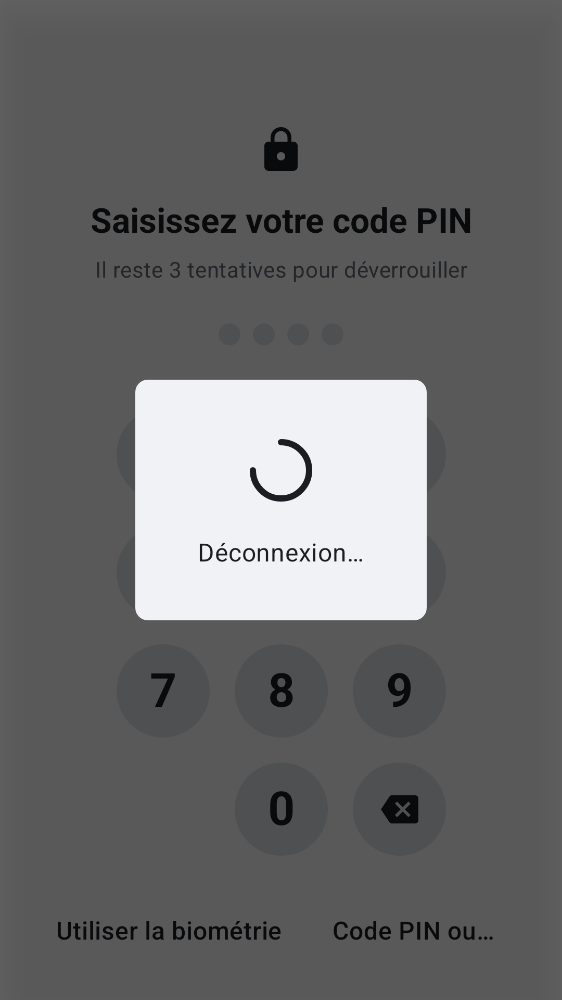 Saisissez votre code PIN
Il reste 3 tentatives pour déverrouiller
Déconnexion…
7 8 9
0
Utiliser la biométrie Code PIN ou…